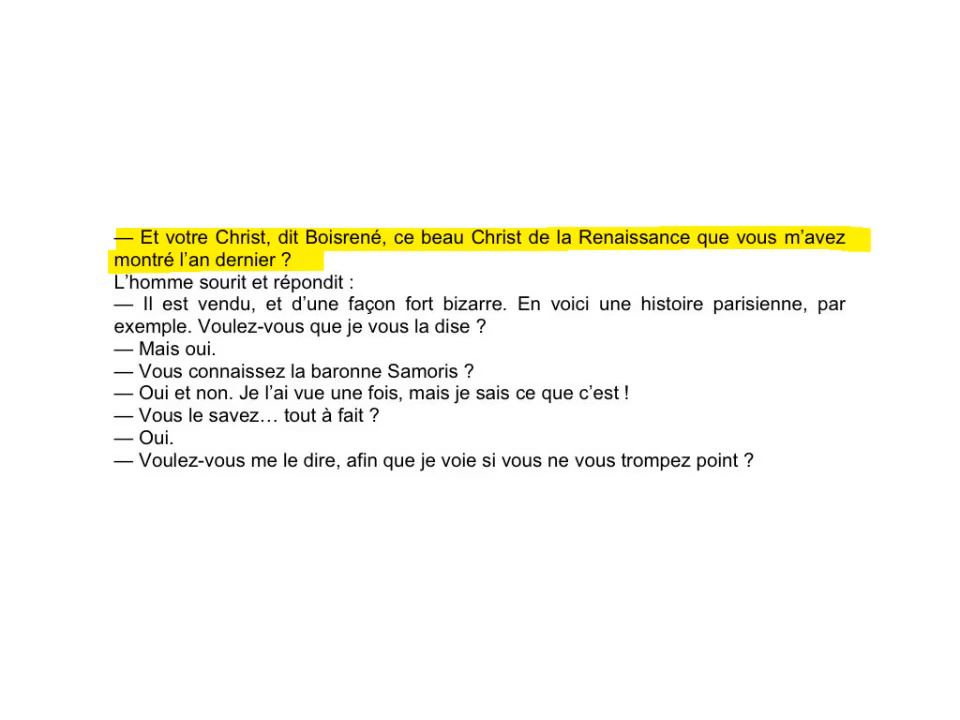 — Et votre Christ, dit Boisrené, ce beau Christ de la Renaissance que vous m’avez
montré l’an dernier ?
L’homme sourit et répondit :
— Il est vendu, et d’une façon fort bizarre. En voici une histoire parisienne, par
exemple. Voulez-vous que je vous la dise ?
— Mais oui.
— Vous connaissez la baronne Samoris ?
— Oui et non. Je l’ai vue une fois, mais je sais ce que c’est !
— Vous le savez… tout à fait ?
— Oui.
— Voulez-vous me le dire, afin que je voie si vous ne vous trompez point ?